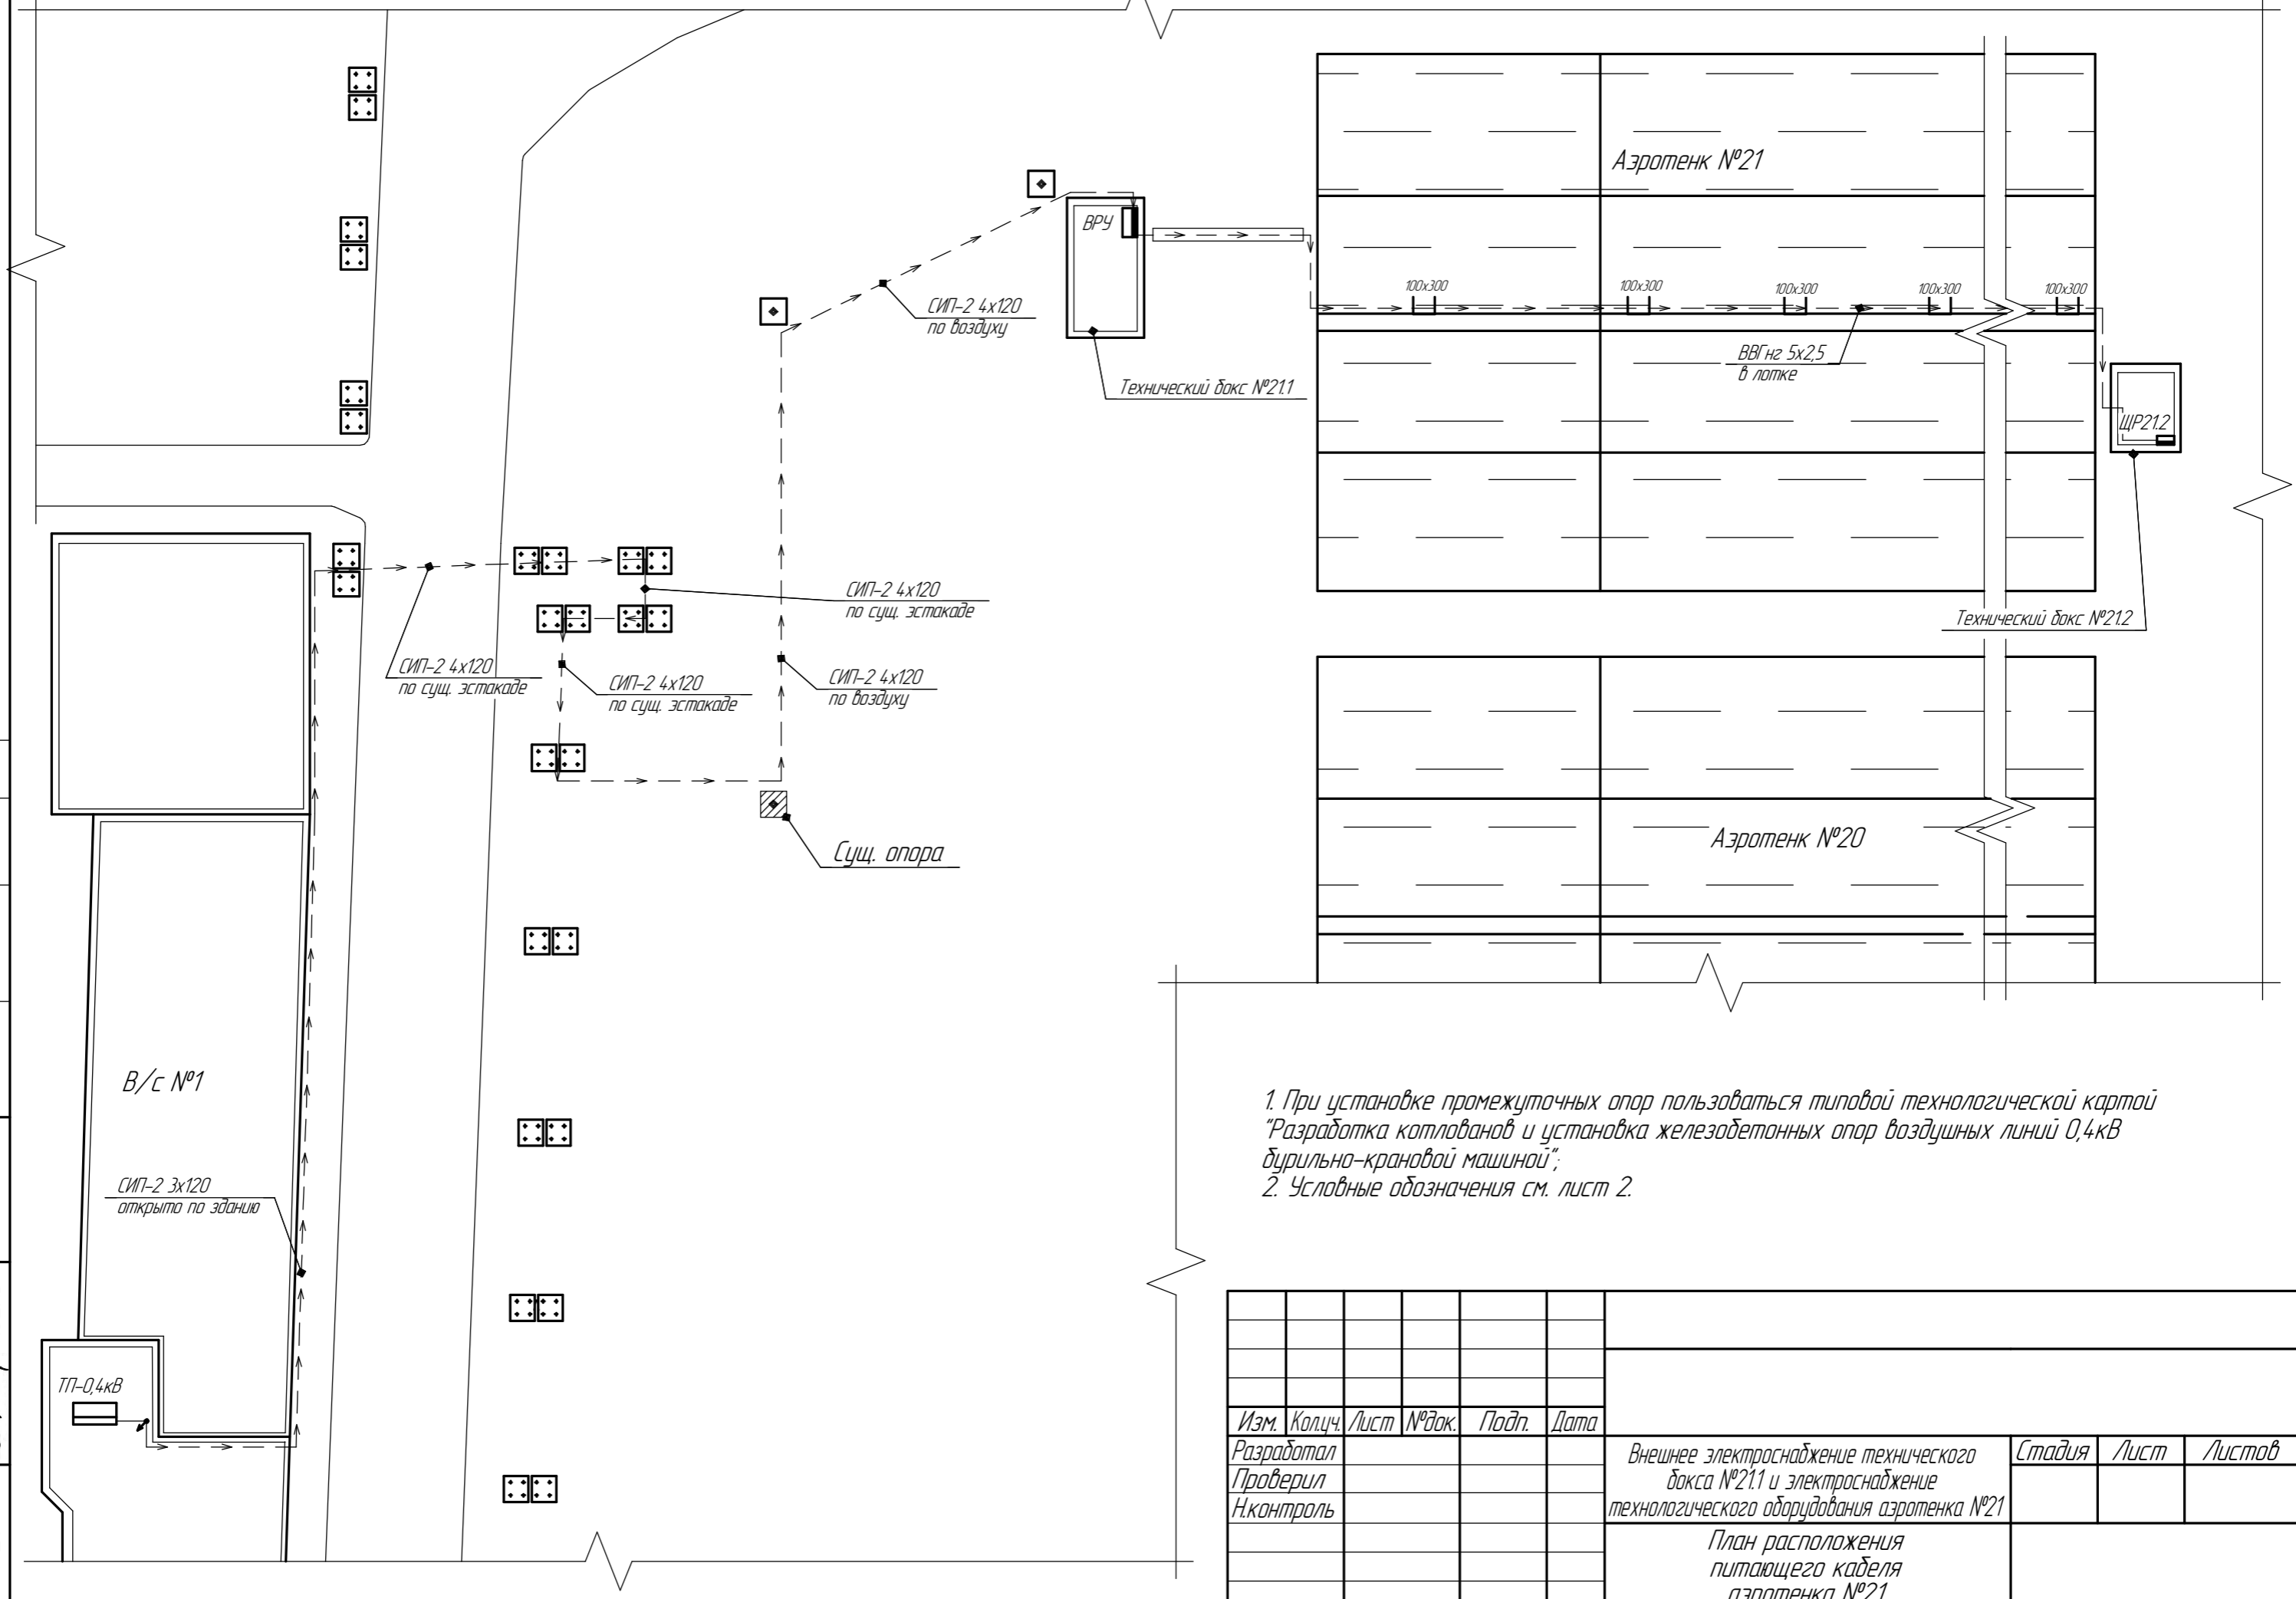 Аэротенк №21
ВРУ
100х300
100х300
100х300
100х300
100х300
СИП-2 4х120
по воздуху
ВВГнг 5х2,5
в лотке
Технический бокс №21.1
ЩР21.2
СИП-2 4х120
по сущ. эстакаде
Технический бокс №21.2
СИП-2 4х120
по сущ. эстакаде
СИП-2 4х120
по сущ. эстакаде
СИП-2 4х120
по воздуху
Сущ. опора
Аэротенк №20
В/с №1
СИП-2 3х120
открыто по зданию
ТП-0,4кВ
1. При установке промежуточных опор пользоваться типовой технологической картой
"Разработка котлованов и установка железобетонных опор воздушных линий 0,4кВ
бурильно-крановой машиной";
2. Условные обозначения см. лист 2.
Изм. Кол.уч. Лист №док. Подп. Дата
Разработал
Проверил
Н.контроль
Внешнее электроснабжение технического
бокса №21.1 и электроснабжение
технологического оборудования аэротенка №21
Стадия Лист Листов
План расположения
питающего кабеля
аэротенка №21